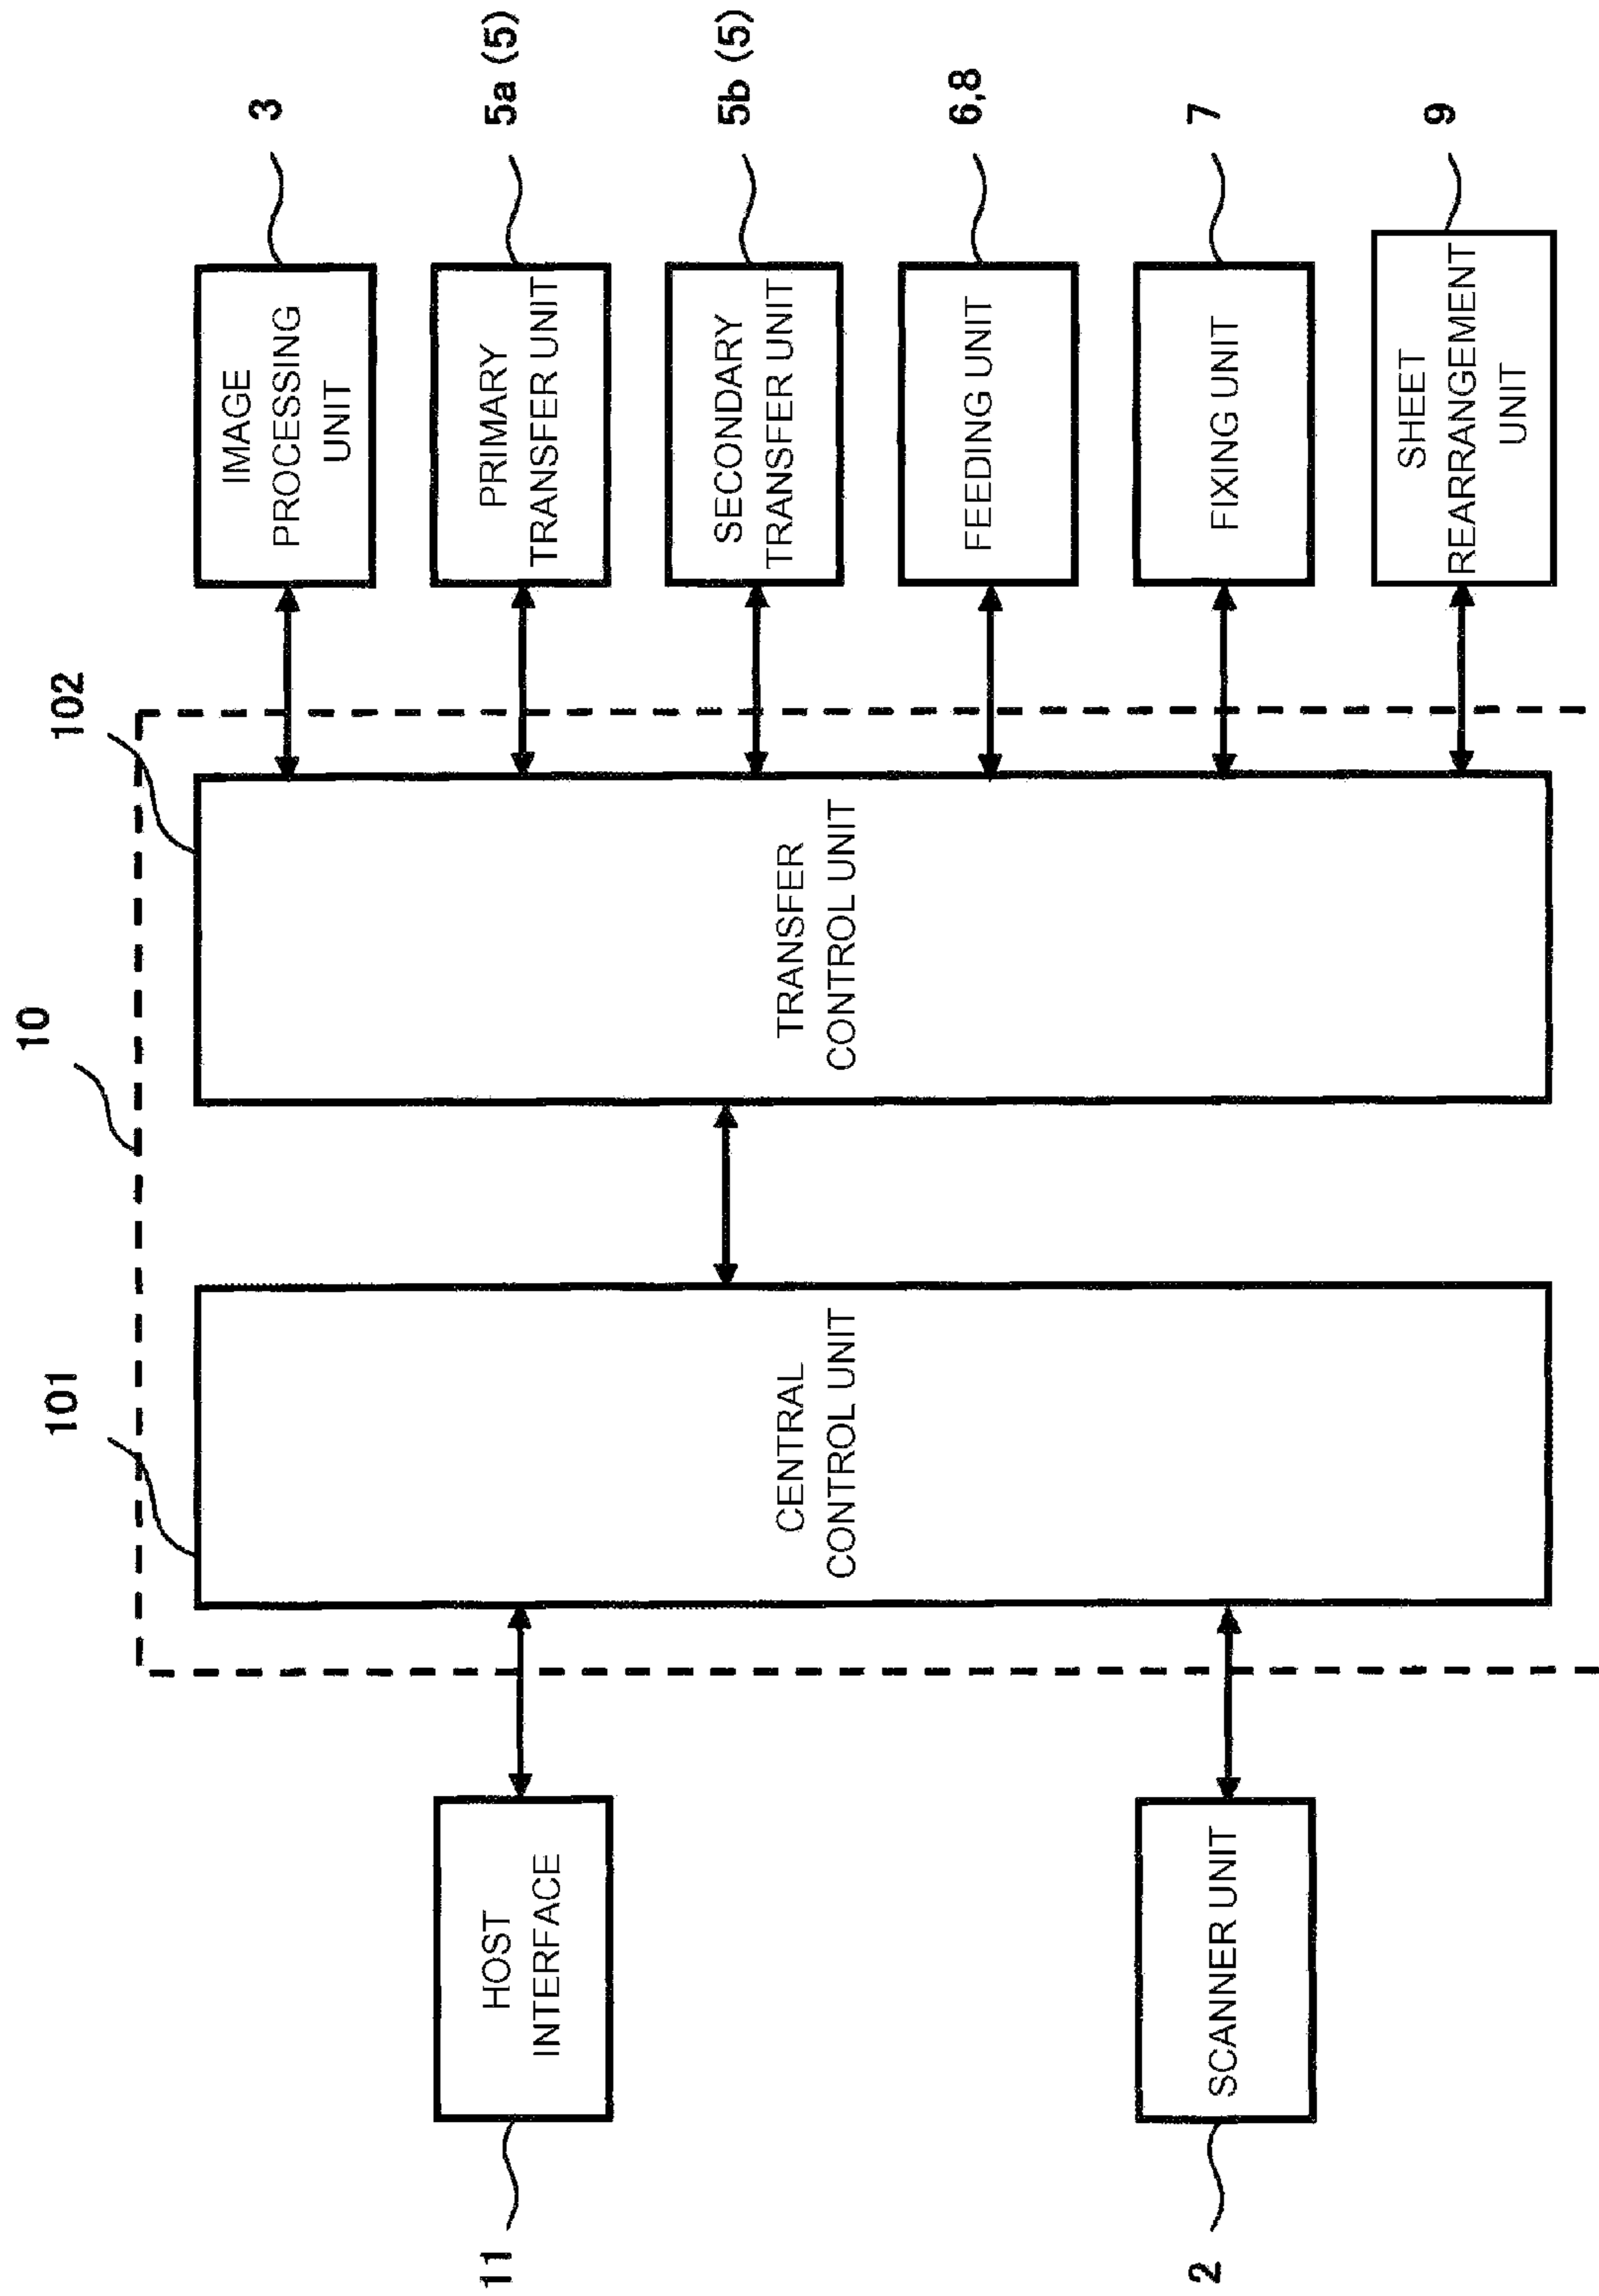 10
101
102
11
HOST
INTERFACE
2
SCANNER UNIT
CENTRAL
CONTROL UNIT
TRANSFER
CONTROL UNIT
IMAGE
PROCESSING
UNIT
3
PRIMARY
TRANSFER UNIT
5a (5)
SECONDARY
TRANSFER UNIT
5b (5)
FEEDING UNIT
6,8
FIXING UNIT
7
SHEET
REARRANGEMENT
UNIT
9